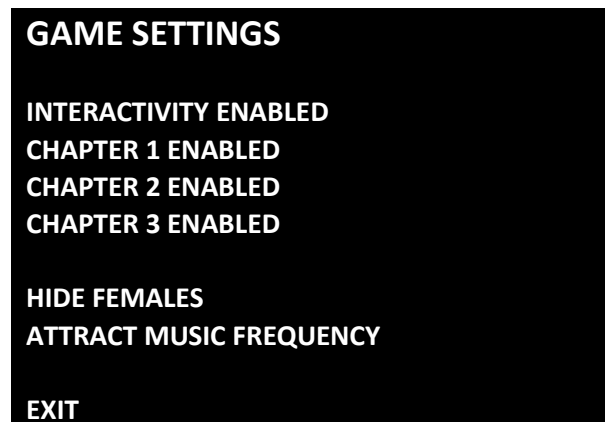 GAME SETTINGS
INTERACTIVITY ENABLED
CHAPTER 1 ENABLED
CHAPTER 2 ENABLED
CHAPTER 3 ENABLED
HIDE FEMALES
ATTRACT MUSIC FREQUENCY
EXIT